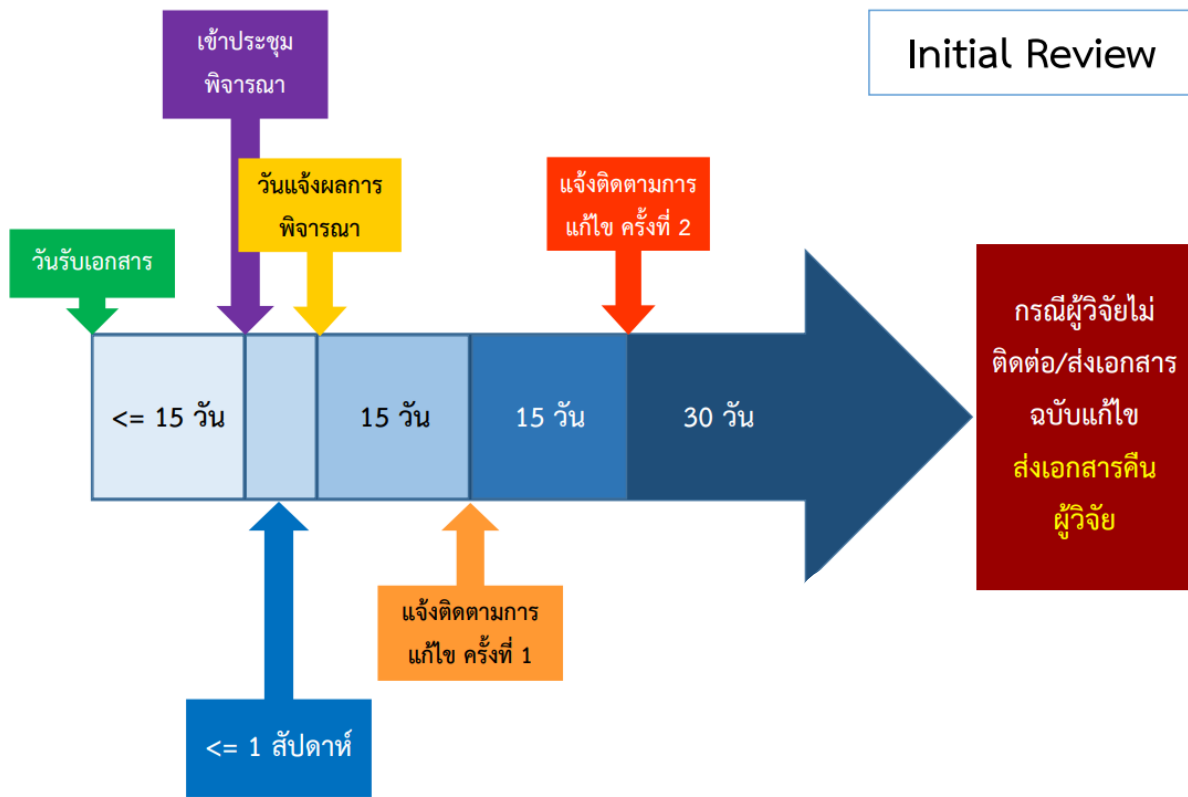 Initial Review
เข้าประชุม
พิจารณา
วันแจ้งผลการ
พิจารณา
แจ้งติดตามการ
แก้ไข ครั้งที่ 2
วันรับเอกสาร
<= 15 วัน
15 วัน
15 วัน
30 วัน
กรณีผู้วิจัยไม่
ติดต่อ/ส่งเอกสาร
ฉบับแก้ไข
ส่งเอกสารคืน
ผู้วิจัย
แจ้งติดตามการ
แก้ไข ครั้งที่ 1
<= 1 สัปดาห์